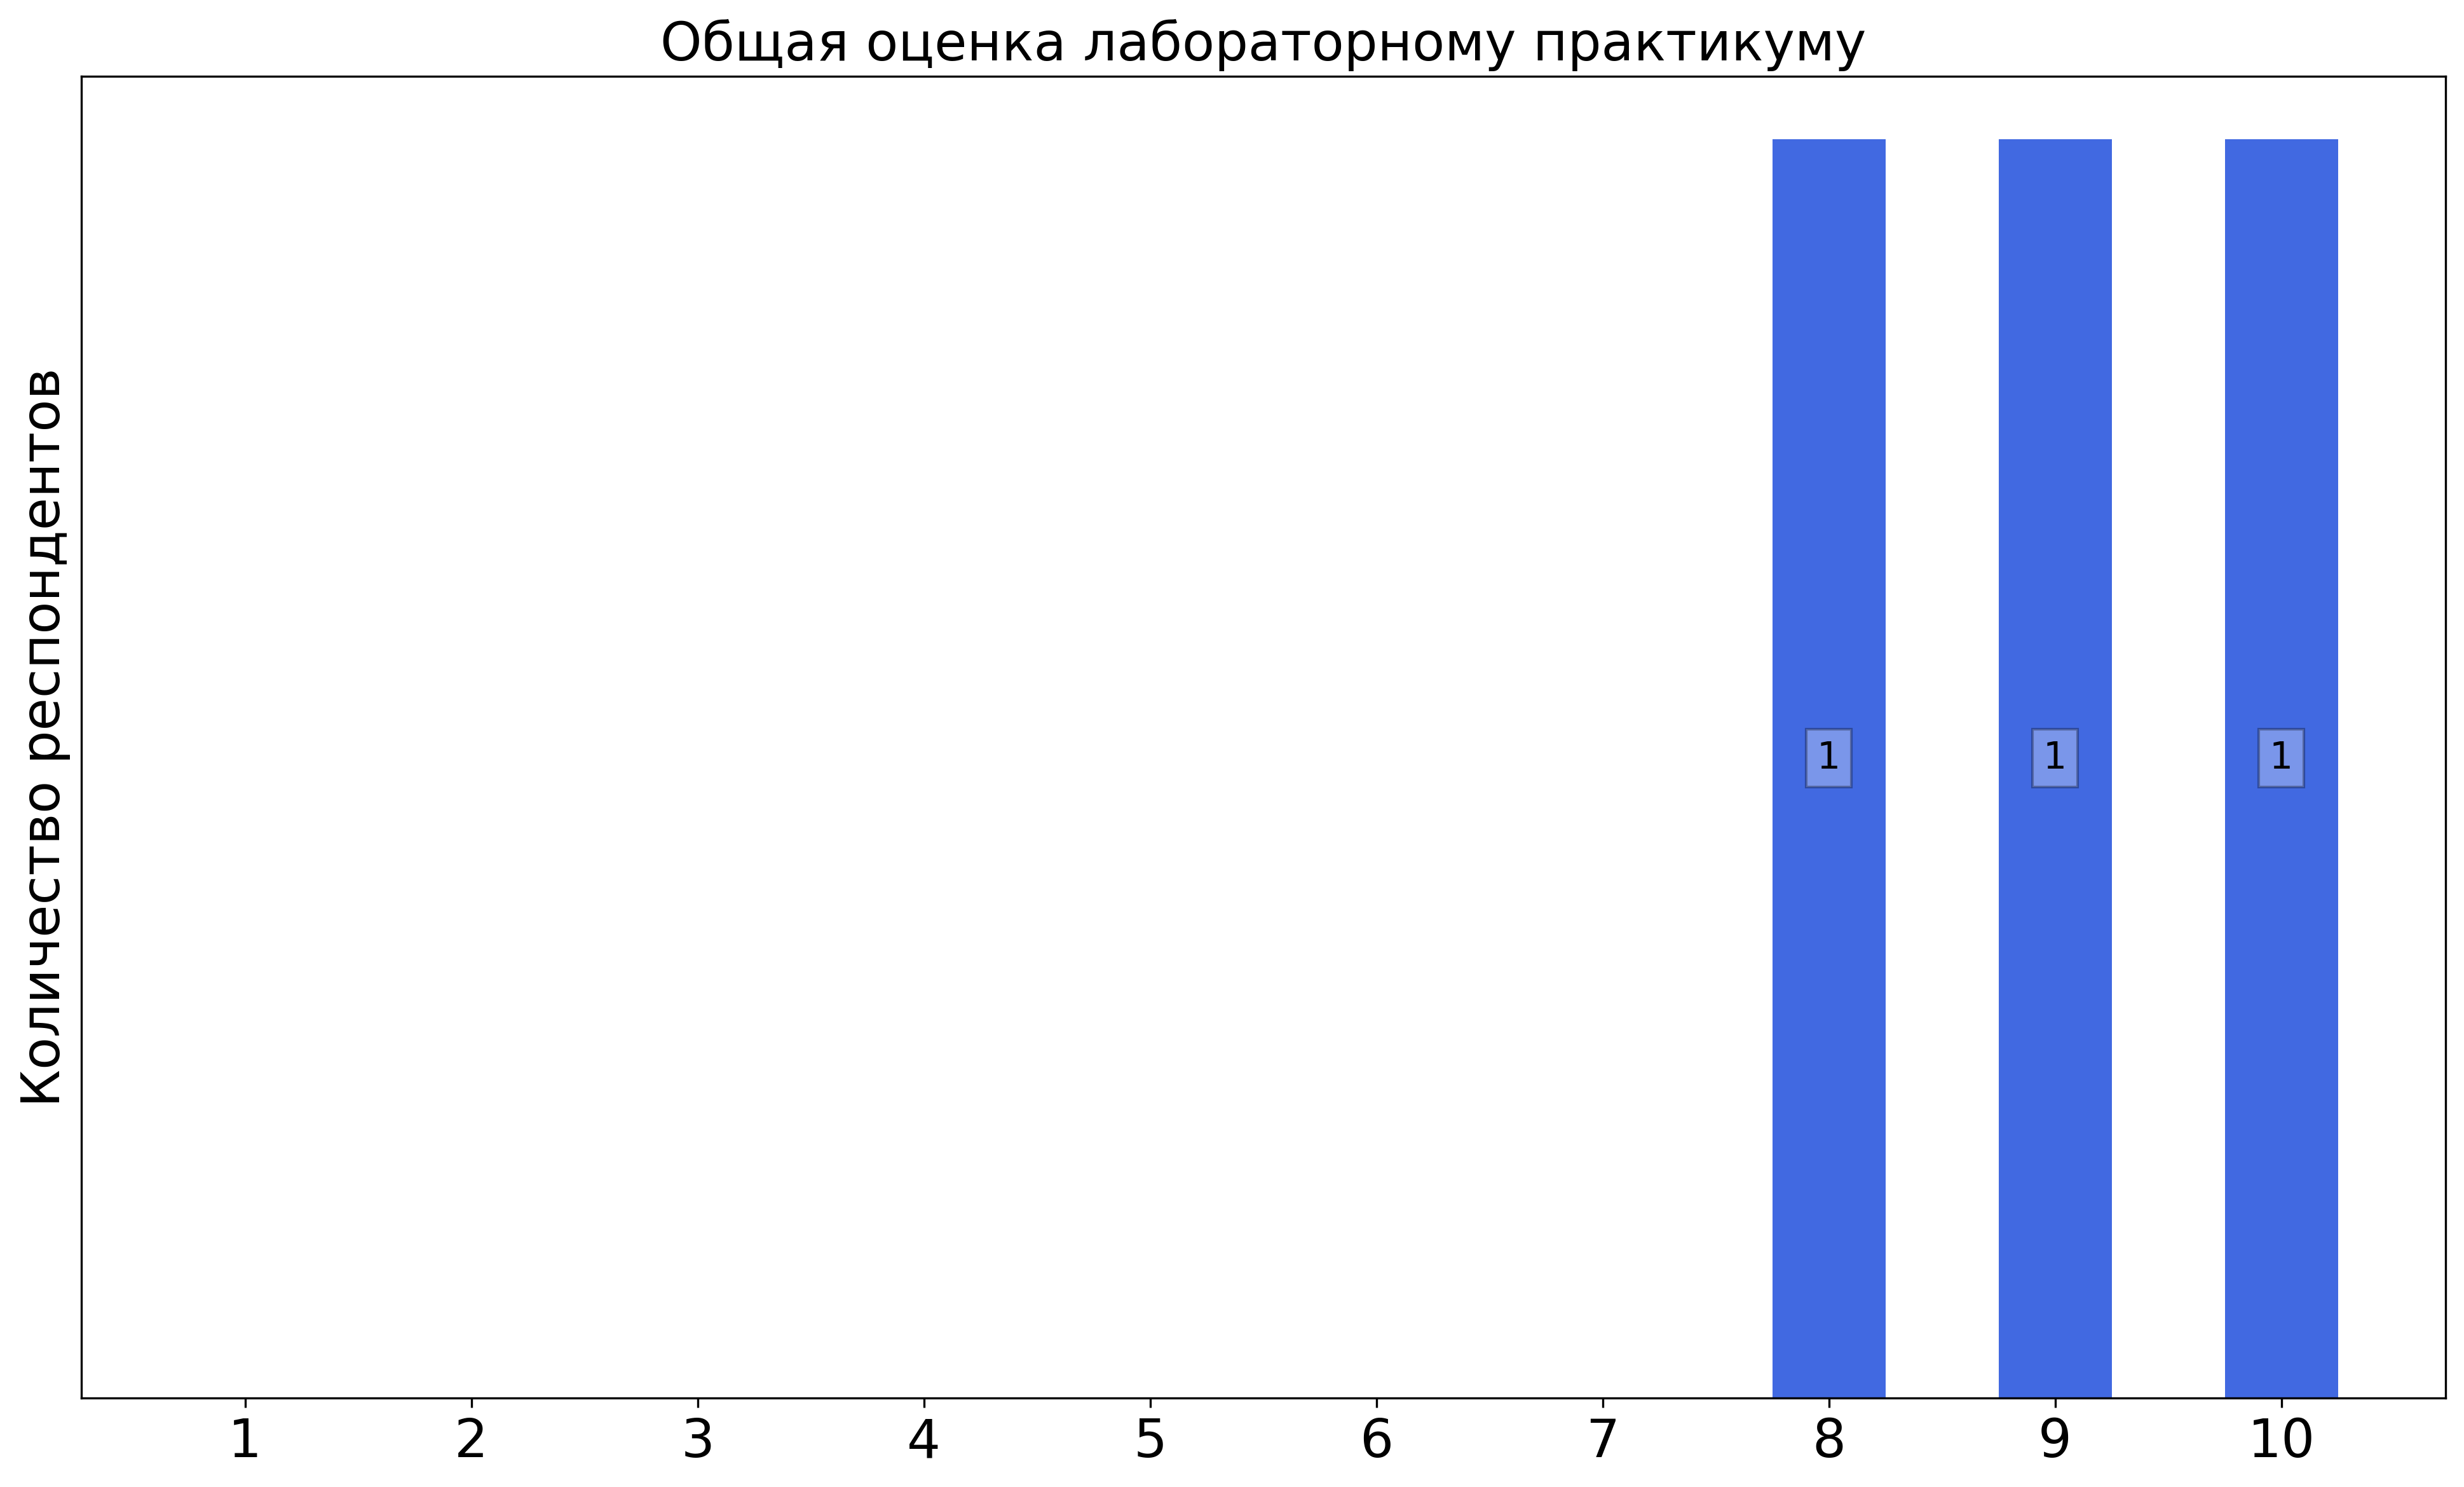 Общая оценка лабораторному практикуму
Количество респондентов
1 1 1
1 2 3 4 5 6 7 8 9 10